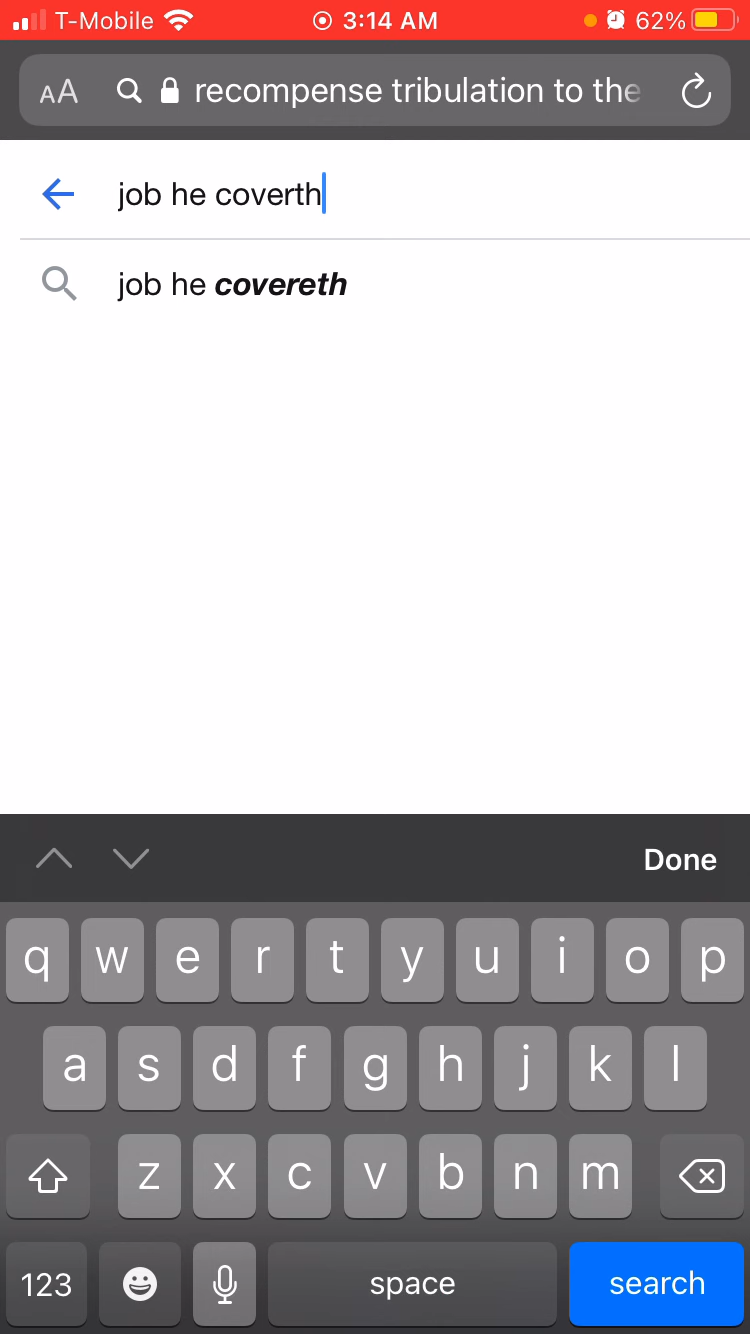 T-Mobile 3:14 AM 62%
AA recompense tribulation to the
job he coverth
job he covereth
Done
q w e r t y u i o p
a s d f g h j k l
z x c v b n m
123 space search